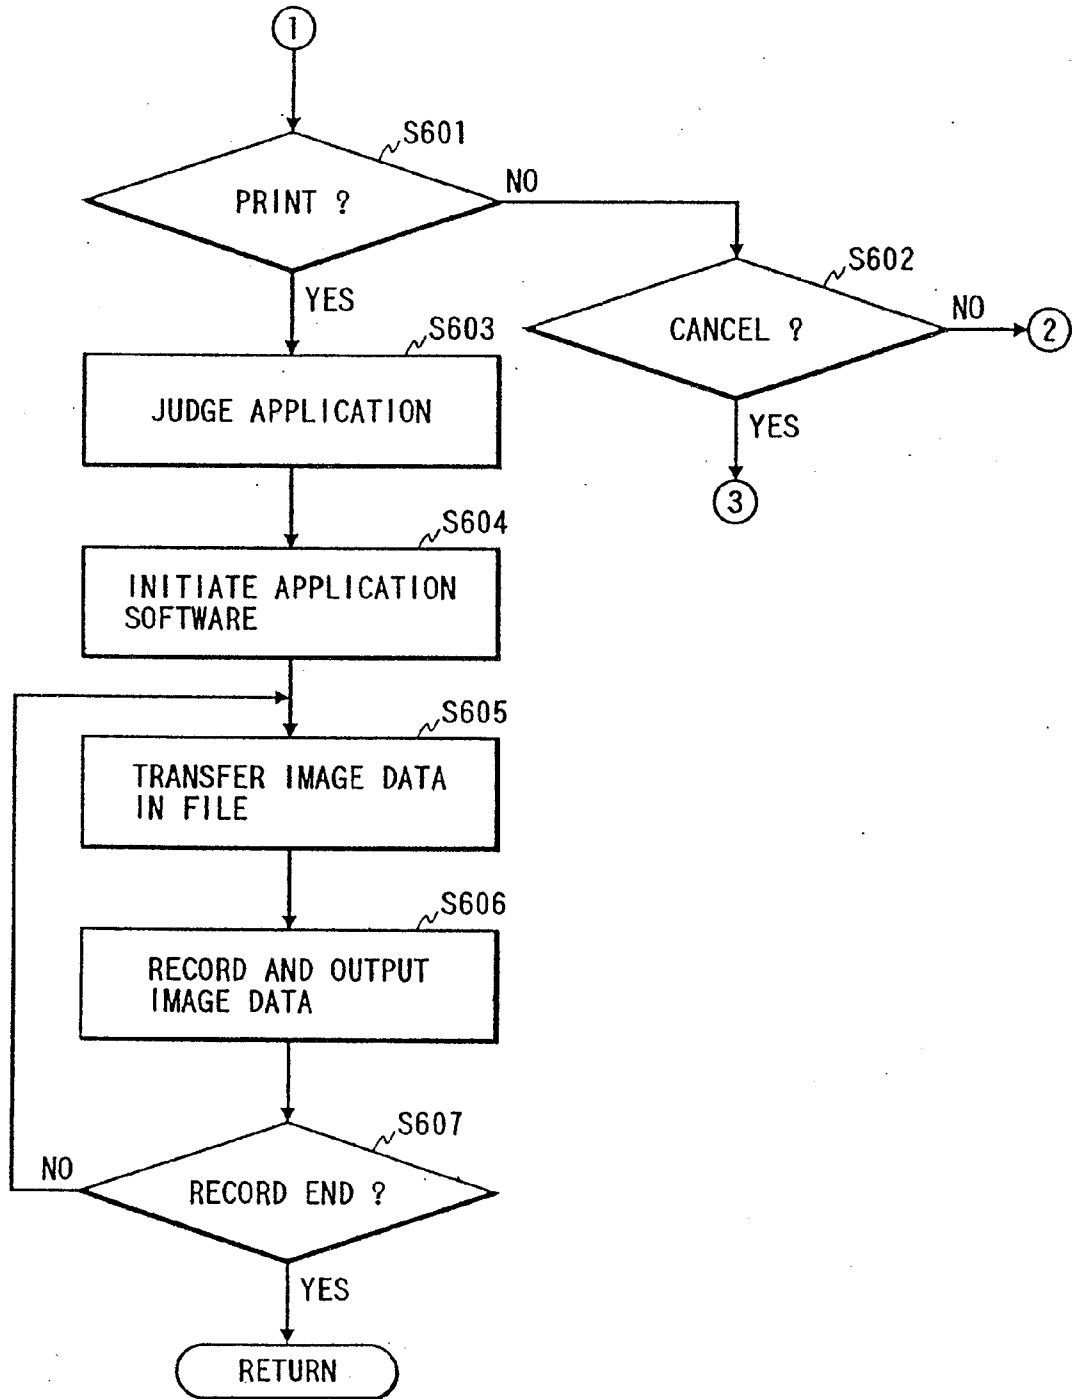 1
S601
PRINT ?
NO
YES
S602
CANCEL ?
NO
2
YES
3
S603
JUDGE APPLICATION
S604
INITIATE APPLICATION
SOFTWARE
S605
TRANSFER IMAGE DATA
IN FILE
S606
RECORD AND OUTPUT
IMAGE DATA
S607
RECORD END ?
NO
YES
RETURN